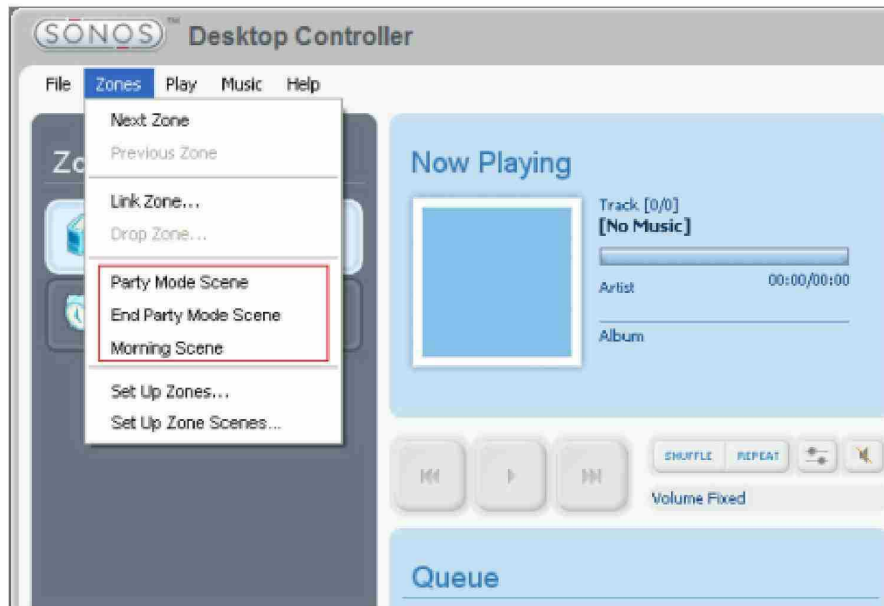 SONOS™ Desktop Controller
File Zones Play Music Help
Next Zone
Previous Zone
Link Zone...
Drop Zone...
Party Mode Scene
End Party Mode Scene
Morning Scene
Set Up Zones...
Set Up Zone Scenes...
Zo
Now Playing
Track [0/0]
[No Music]
00:00/00:00
Artist
Album
SHUFFLE REPEAT
Volume Fixed
Queue